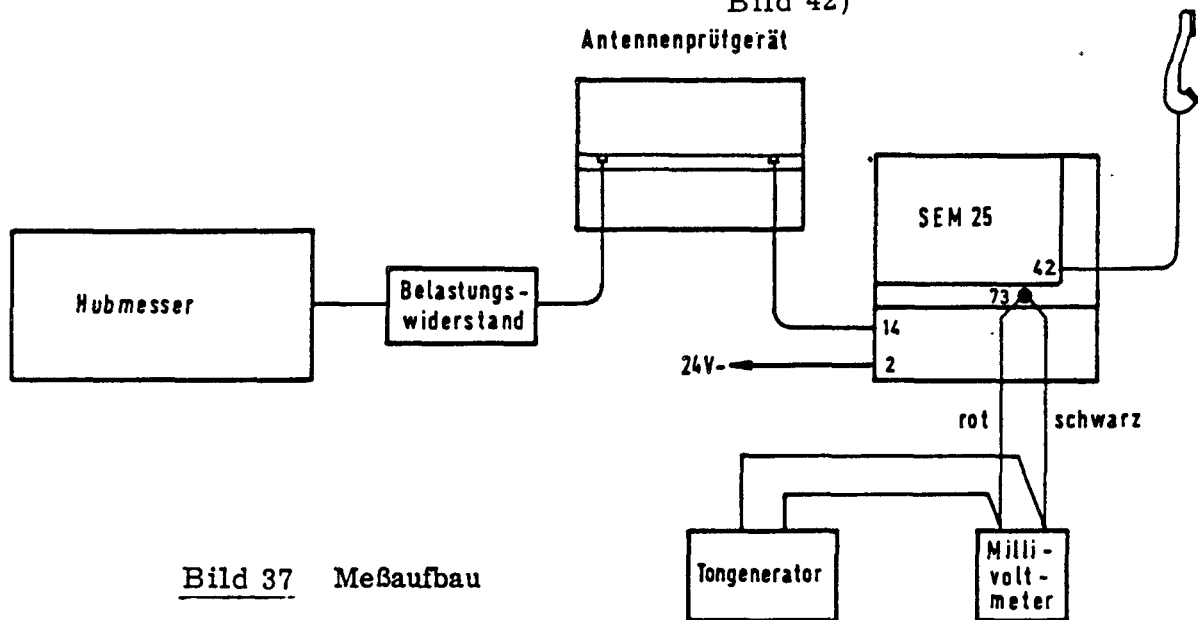 Bild 42)
Antennenprüfgerät
SEM 25
42
Hubmesser
Belastungs-
widerstand
73
14
24V-
2
rot
schwarz
Tongenerator
Milli-
volt-
meter
Bild 37 Meßaufbau